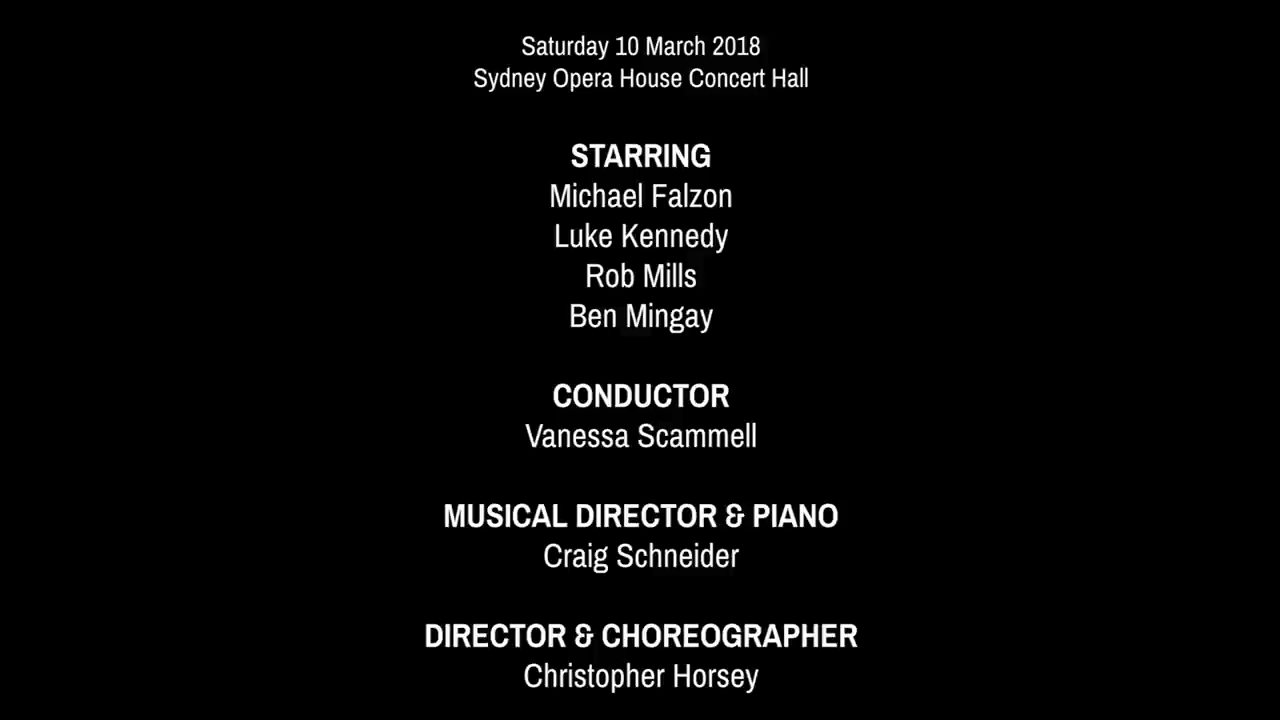 Saturday 10 March 2018
Sydney Opera House Concert Hall
STARRING
Michael Falzon
Luke Kennedy
Rob Mills
Ben Mingay
CONDUCTOR
Vanessa Scammell
MUSICAL DIRECTOR & PIANO
Craig Schneider
DIRECTOR & CHOREOGRAPHER
Christopher Horsey